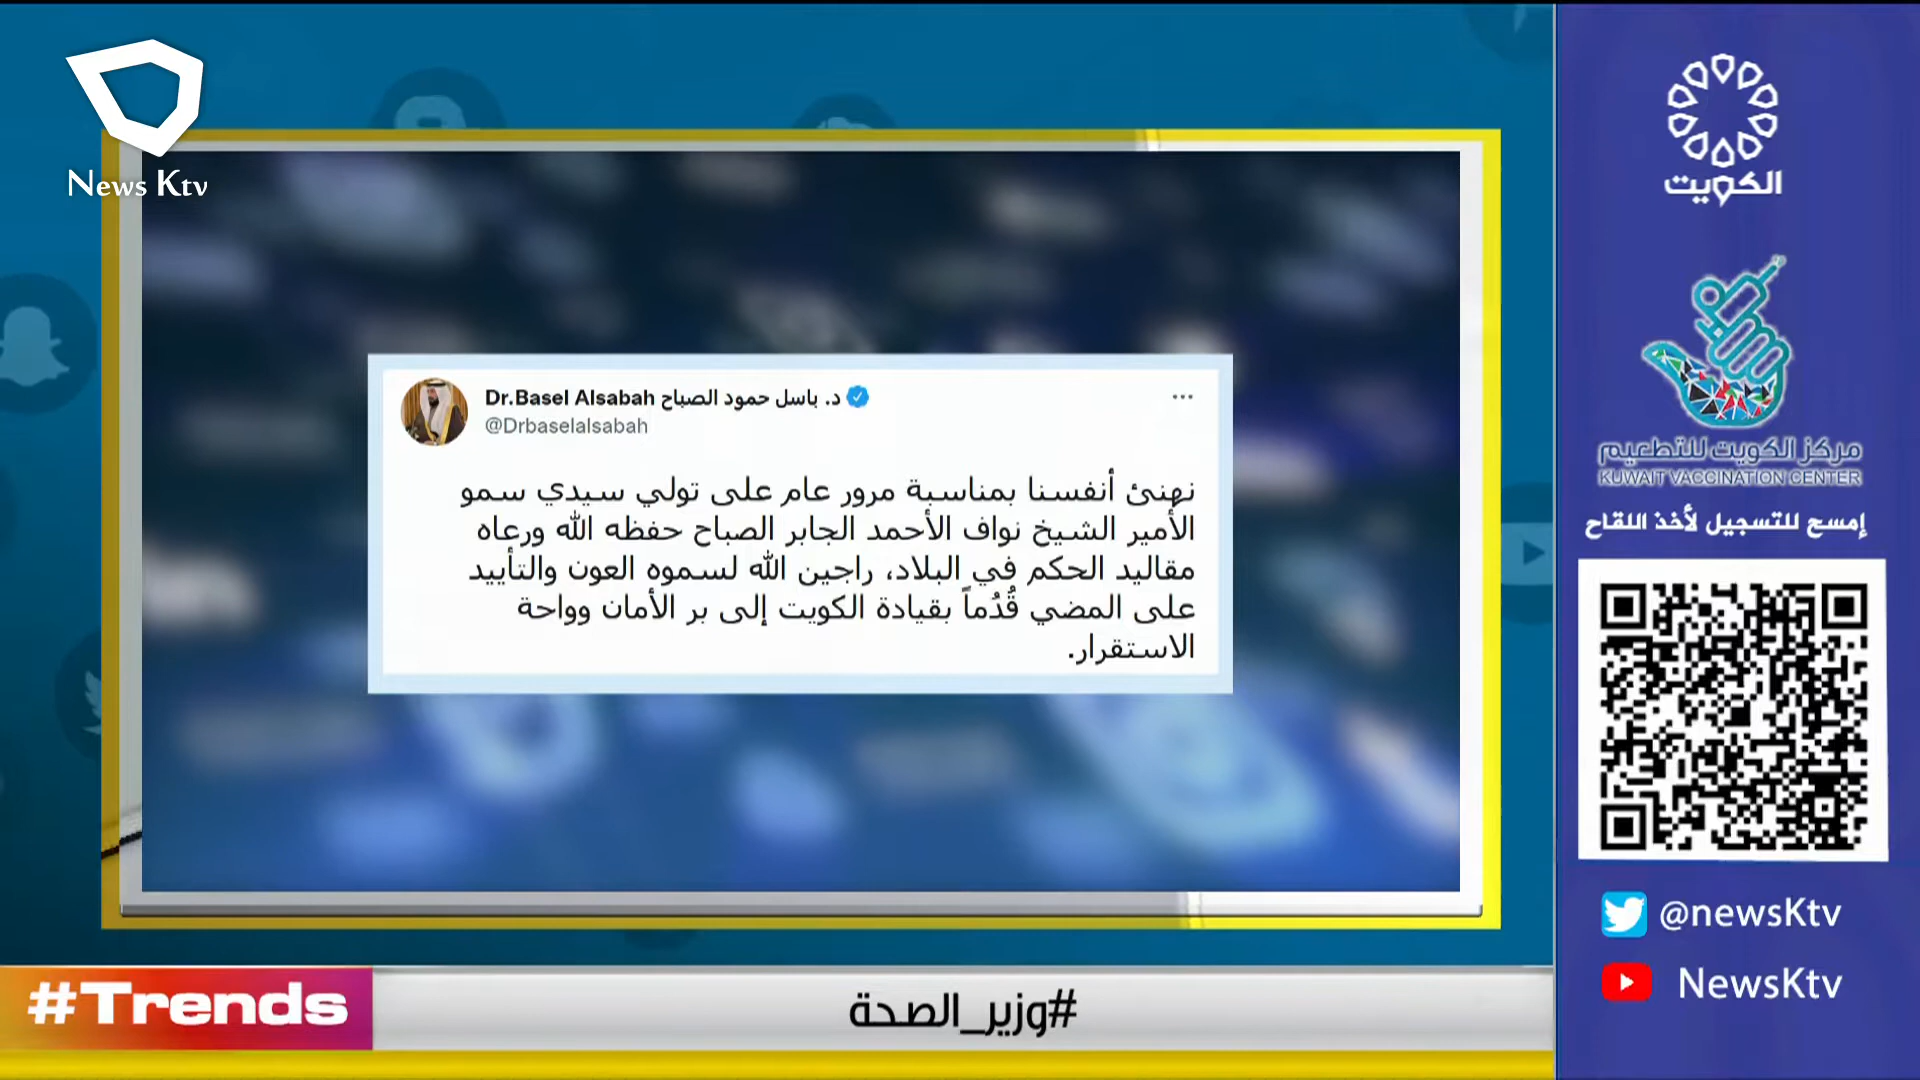 News Ktv
Dr.Basel Alsabah د. باسل حمود الصباح
@Drbaselalsabah
نهنئ أنفسنا بمناسبة مرور عام على تولي سيدي سمو
الأمير الشيخ نواف الأحمد الجابر الصباح حفظه الله ورعاه
مقاليد الحكم في البلاد، راجين الله لسموه العون والتأييد
على المضي قُدُماً بقيادة الكويت إلى بر الأمان وواحة
الاستقرار.
#Trends
#وزير_الصحة
الكويت
مركز الكويت للتطعيم
KUWAIT VACCINATION CENTER
إمسح للتسجيل لأخذ اللقاح
@newsKtv
NewsKtv